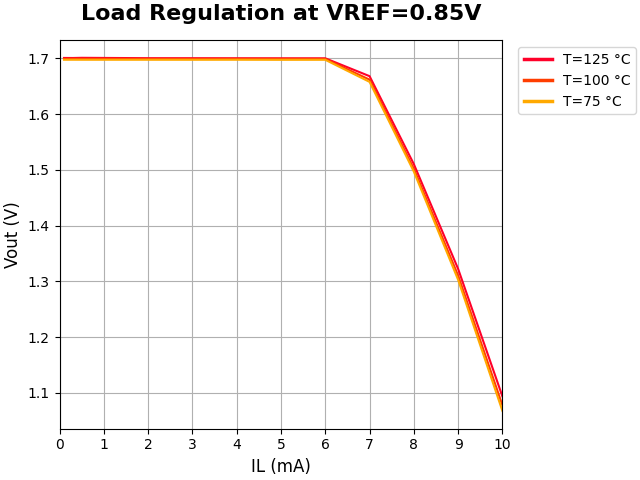 Load Regulation at VREF=0.85V
T=125 °C
T=100 °C
T=75 °C
1.7
1.6
1.5
1.4
1.3
1.2
1.1
Vout (V)
0 1 2 3 4 5 6 7 8 9 10
IL (mA)